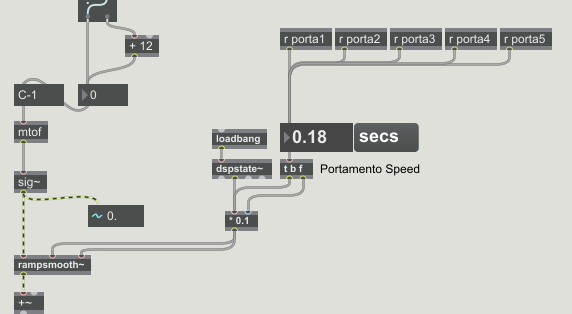 + 12
r porta1 r porta2 r porta3 r porta4 r porta5
C-1
0
mtof
loadbang
0.18 secs
sig~
dspstate~
t b f
Portamento Speed
0.
* 0.1
rampsmooth~
+~